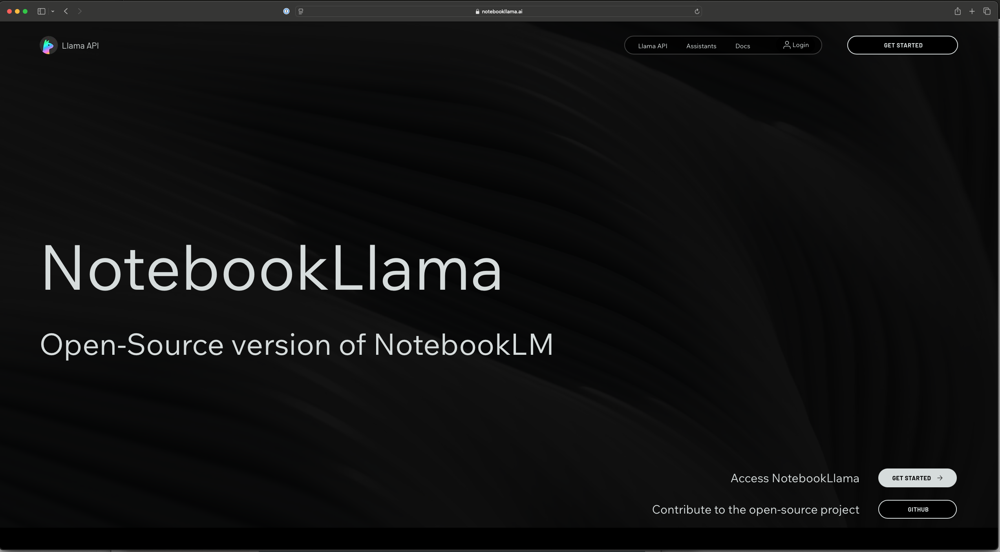 notebookllama.ai
Llama API
Llama API
Assistants
Docs
Login
GET STARTED
NotebookLlama
Open-Source version of NotebookLM
Access NotebookLlama
GET STARTED →
Contribute to the open-source project
GITHUB